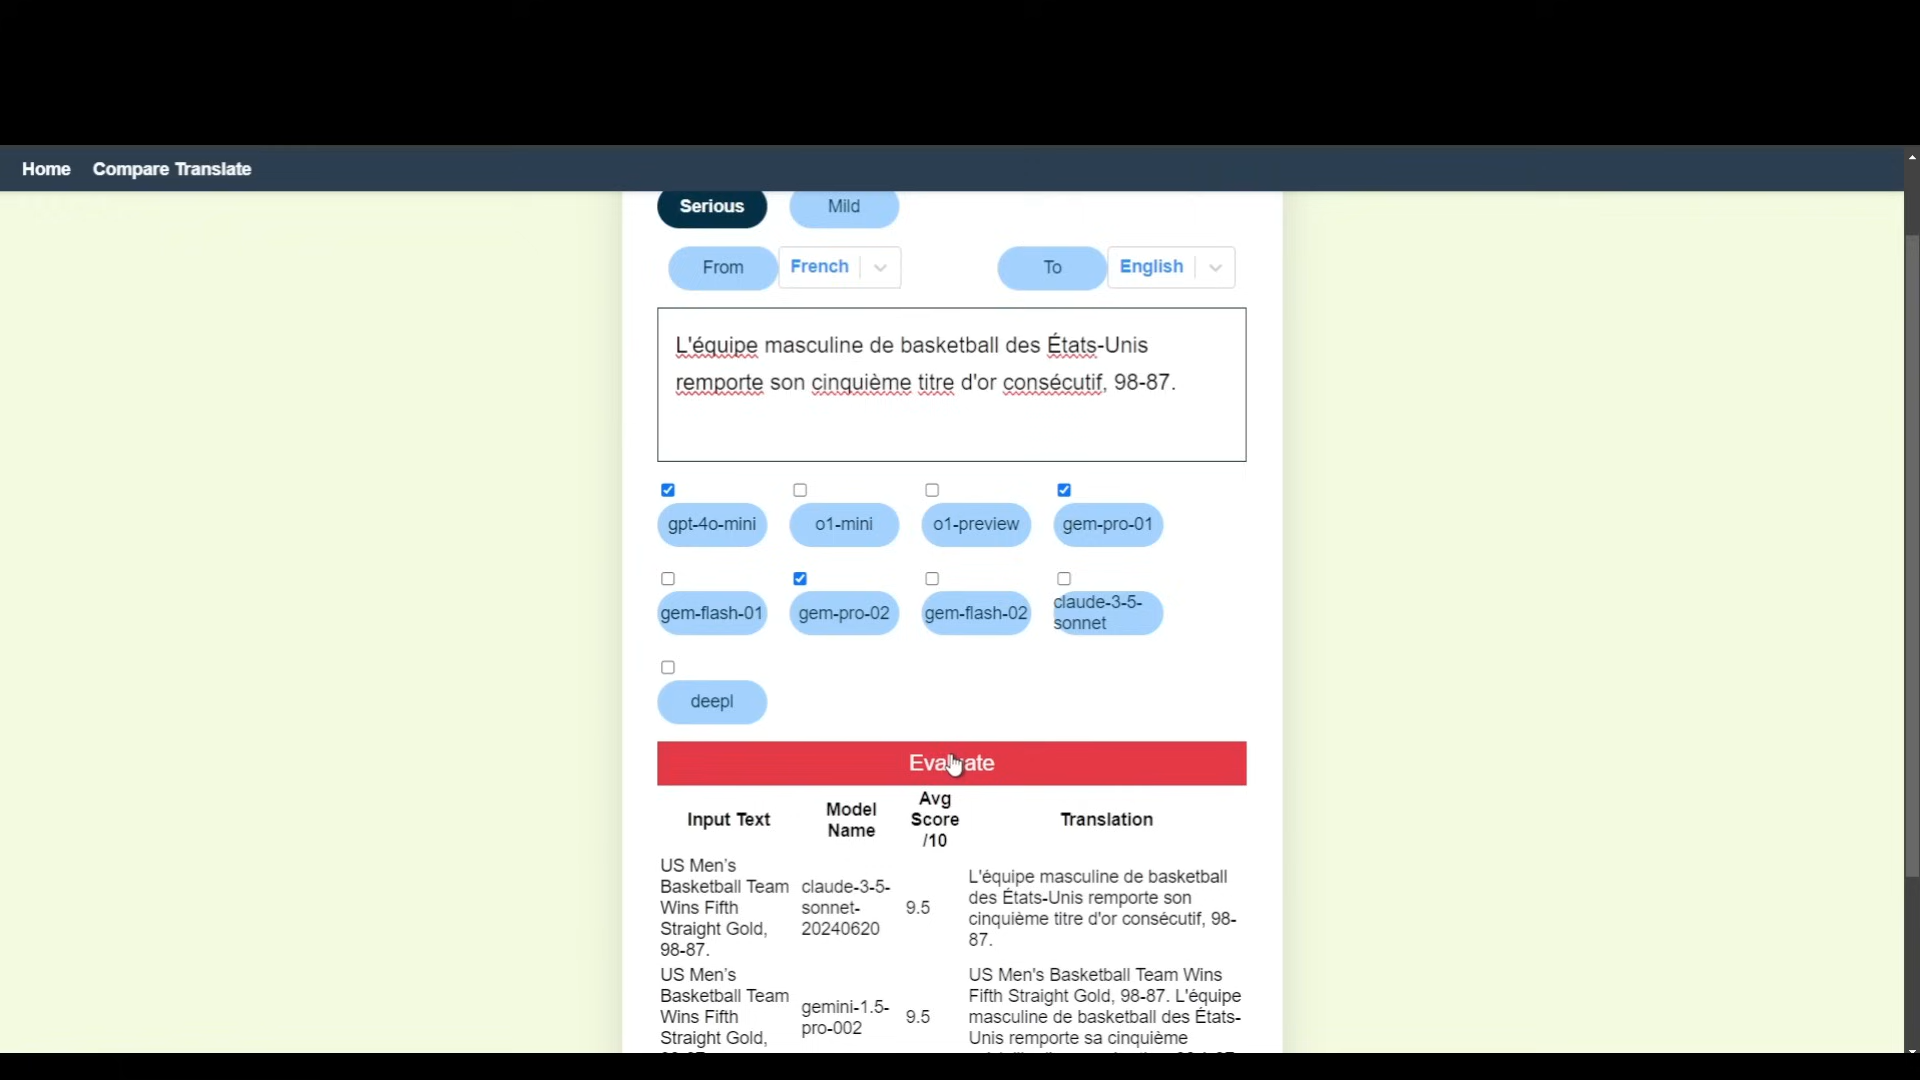 Home Compare Translate
Serious Mild
From French To English
L'équipe masculine de basketball des États-Unis
remporte son cinquième titre d'or consécutif, 98-87.
gpt-4o-mini o1-mini o1-preview gem-pro-01
gem-flash-01 gem-pro-02 gem-flash-02 claude-3-5-
sonnet
deepl
Evaluate
Input Text
Model
Name
Avg
Score
/10
Translation
US Men's
Basketball Team
Wins Fifth
Straight Gold,
98-87.
claude-3-5-
sonnet-
20240620
9.5
L'équipe masculine de basketball
des États-Unis remporte son
cinquième titre d'or consécutif, 98-
87.
US Men's
Basketball Team
Wins Fifth
Straight Gold,
gemini-1.5-
pro-002
9.5
US Men's Basketball Team Wins
Fifth Straight Gold, 98-87. L'équipe
masculine de basketball des États-
Unis remporte sa cinquième